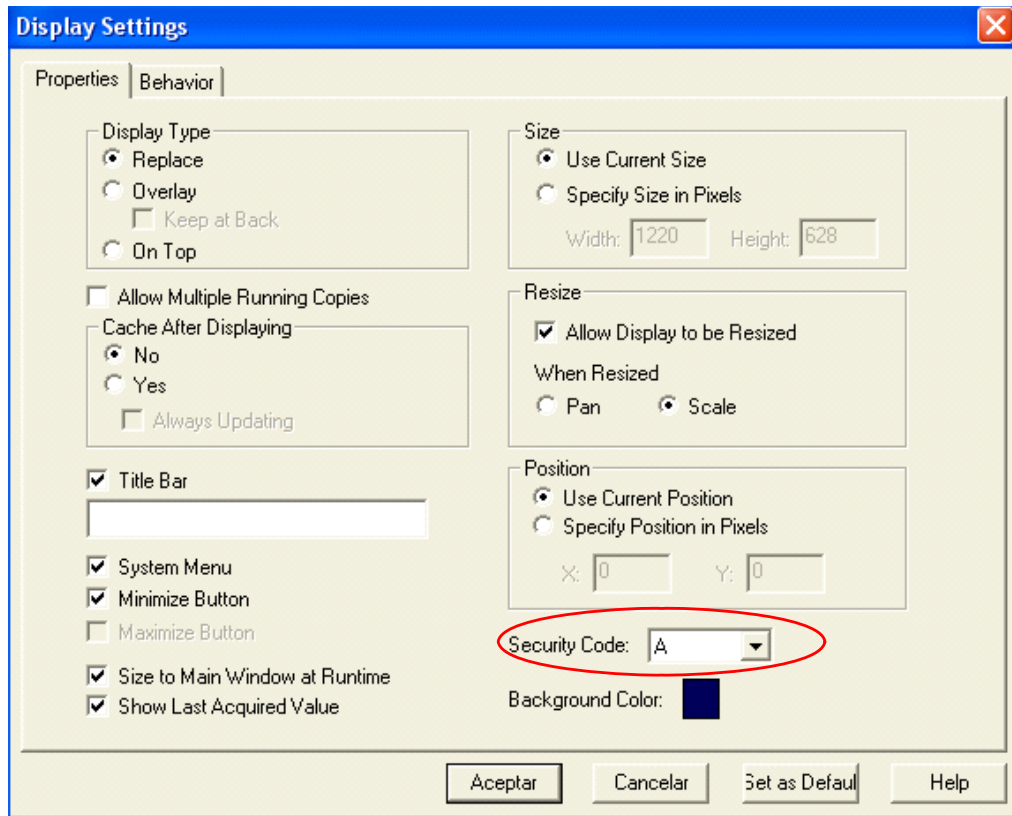 Display Settings
Properties
Behavior
Display Type
Replace
Overlay
Keep at Back
On Top
Allow Multiple Running Copies
Cache After Displaying
No
Yes
Always Updating
Title Bar
System Menu
Minimize Button
Maximize Button
Size to Main Window at Runtime
Show Last Acquired Value
Size
Use Current Size
Specify Size in Pixels
Width: 1220 Height: 628
Resize
Allow Display to be Resized
When Resized
Pan Scale
Position
Use Current Position
Specify Position in Pixels
X: 0 Y: 0
Security Code: A
Background Color:
Aceptar Cancelar Set as Defaul Help